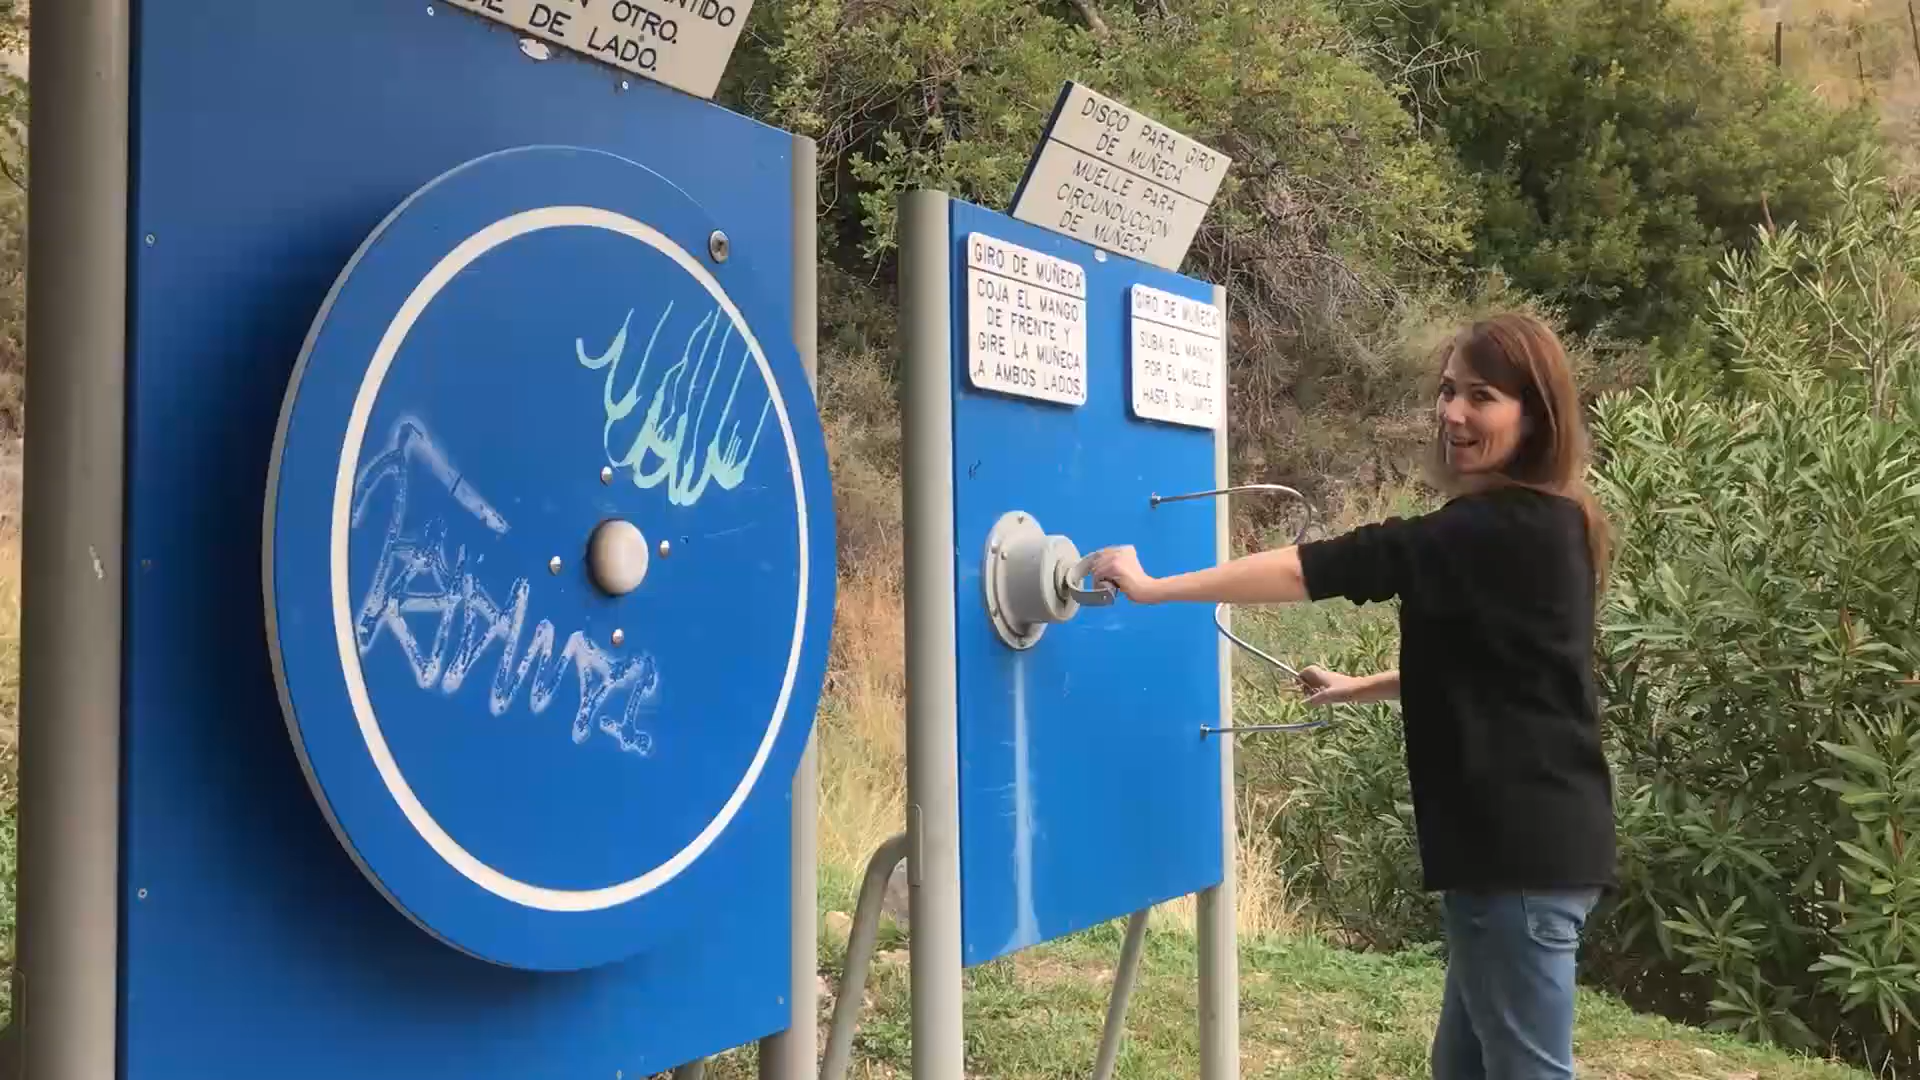 OTRO.
DE LADO.
DISCO PARA GIRO
DE MUÑECA
MUELLE PARA
CIRCUNDUCCIÓN
DE MUÑECA
GIRO DE MUÑECA
COJA EL MANGO
DE FRENTE Y
GIRE LA MUÑECA
A AMBOS LADOS.
GIRO DE MUÑECA
SUBA EL MANGO
POR EL MUELLE
HASTA SU LIMITE